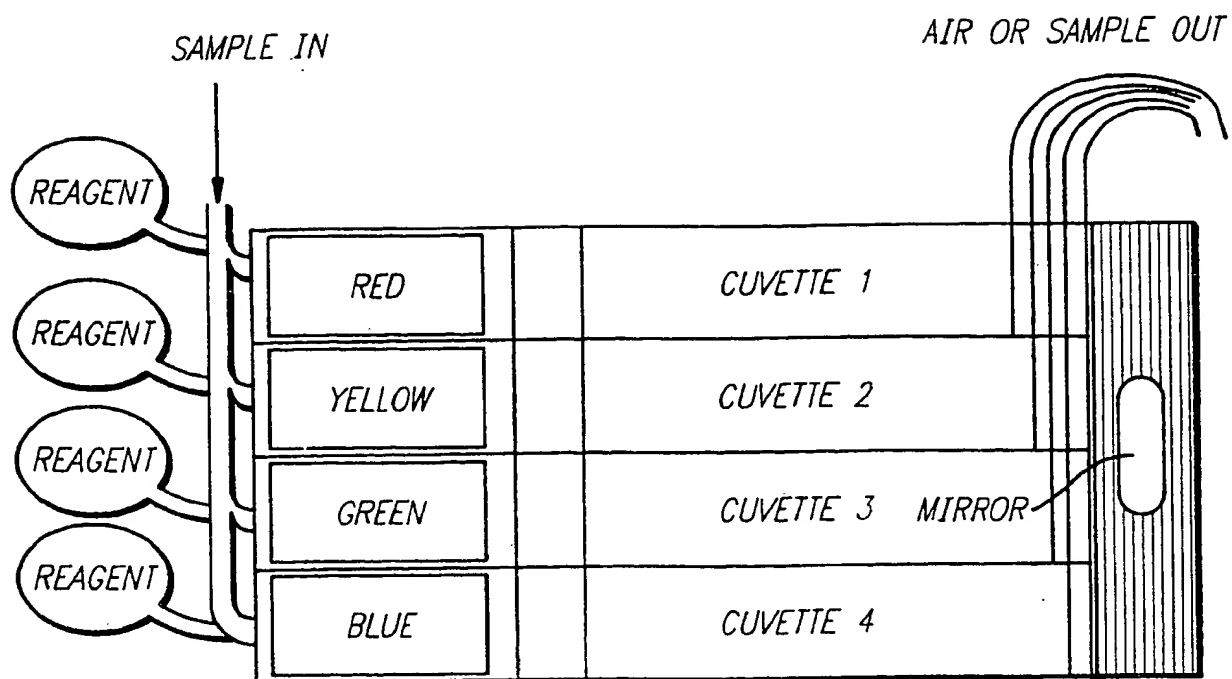 SAMPLE IN
AIR OR SAMPLE OUT
REAGENT
RED
CUVETTE 1
REAGENT
YELLOW
CUVETTE 2
REAGENT
GREEN
CUVETTE 3
MIRROR
REAGENT
BLUE
CUVETTE 4